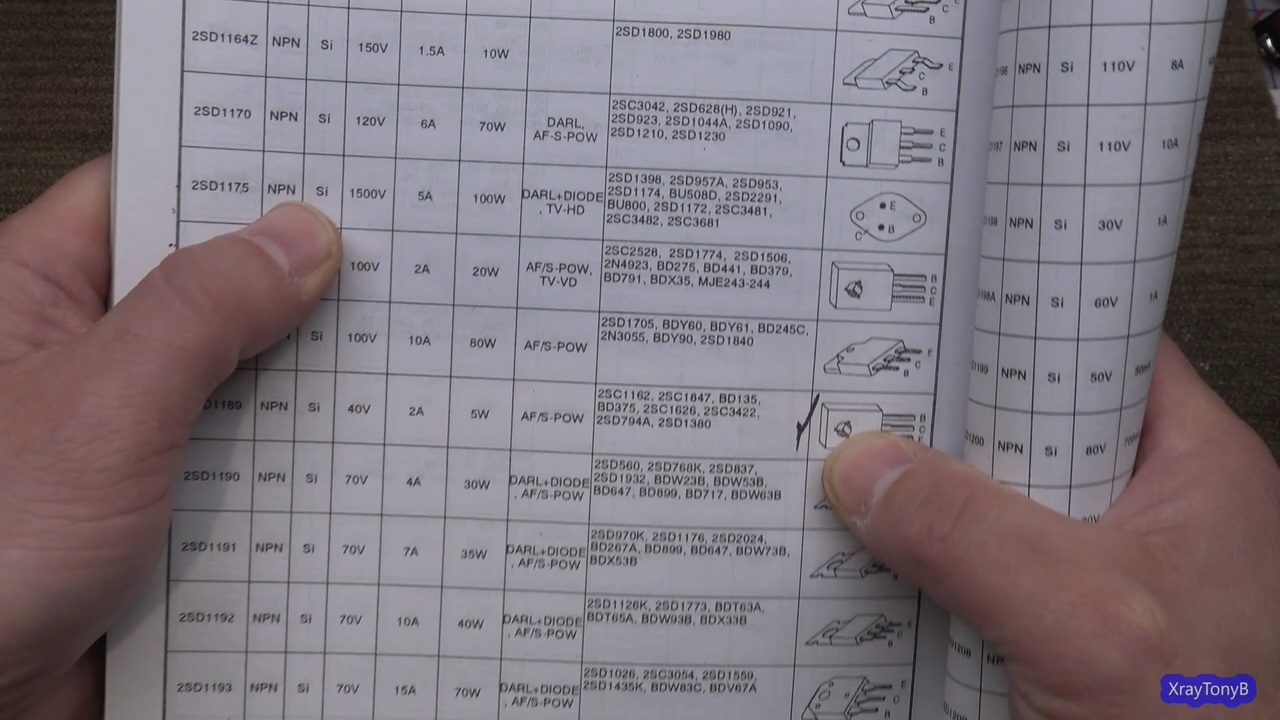 2SD1164Z NPN Si 150V 1.5A 10W 2SD1800, 2SD1980
E
C
B
2SD1170 NPN Si 120V 6A 70W DARL, AF-S-POW
2SC3042, 2SD628(H), 2SD921,
2SD923, 2SD1044A, 2SD1090,
2SD1210, 2SD1230
E
C
B
2SD1175 NPN Si 1500V 5A 100W DARL+DIODE , TV-HD
2SD1398, 2SD957A, 2SD953,
2SD1174, BU508D, 2SD2291,
BU800, 2SD1172, 2SC3481,
2SC3482, 2SC3681
E
B
C
100V 2A 20W AF/S-POW, TV-VD
2SC2528, 2SD1774, 2SD1506,
2N4923, BD275, BD441, BD379,
BD791, BDX35, MJE243-244
B
C
E
Si 100V 10A 80W AF/S-POW
2SD1705, BDY60, BDY61, BD245C,
2N3055, BDY90, 2SD1840
E
C
B
D1189 NPN Si 40V 2A 5W AF/S-POW
2SC1162, 2SC1847, BD135,
BD375, 2SC1626, 2SC3422,
2SD794A, 2SD1380
B
C
2SD1190 NPN Si 70V 4A 30W DARL+DIODE , AF/S-POW
2SD560, 2SD768K, 2SD837,
2SD1932, BDW23B, BDW53B,
BD647, BD899, BD717, BDW63B
2SD1191 NPN Si 70V 7A 35W DARL+DIODE , AF/S-POW
2SD970K, 2SD1176, 2SD2024,
BD267A, BD899, BD647, BDW73B,
BDX53B
2SD1192 NPN Si 70V 10A 40W DARL+DIODE , AF/S-POW
2SD1126K, 2SD1773, BDT63A,
BDT65A, BDW93B, BDX33B
E
C
B
2SD1193 NPN Si 70V 15A 70W DARL+DIODE , AF/S-POW
2SD1026, 2SC3054, 2SD1559,
2SD1435K, BDW83C, BDV67A
E
C
B
NPN Si 110V 8A
NPN Si 110V 10A
NPN Si 30V 1A
NPN Si 60V 1A
NPN Si 50V
D1200 NPN Si 80V
XrayTonyB